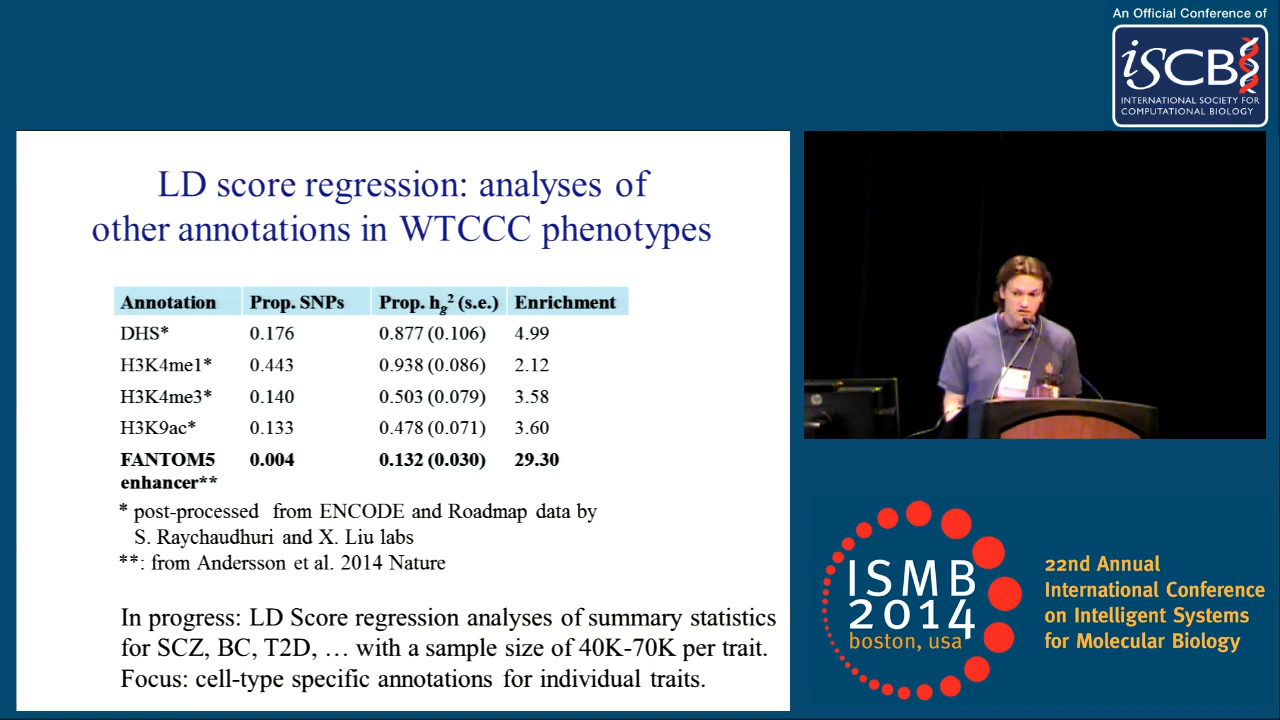 An Official Conference of
iSCB
INTERNATIONAL SOCIETY FOR
COMPUTATIONAL BIOLOGY
LD score regression: analyses of
other annotations in WTCCC phenotypes
Annotation Prop. SNPs Prop. hg² (s.e.) Enrichment
DHS* 0.176 0.877 (0.106) 4.99
H3K4me1* 0.443 0.938 (0.086) 2.12
H3K4me3* 0.140 0.503 (0.079) 3.58
H3K9ac* 0.133 0.478 (0.071) 3.60
FANTOM5 0.004 0.132 (0.030) 29.30
enhancer**
* post-processed from ENCODE and Roadmap data by
S. Raychaudhuri and X. Liu labs
**: from Andersson et al. 2014 Nature
In progress: LD Score regression analyses of summary statistics
for SCZ, BC, T2D, … with a sample size of 40K-70K per trait.
Focus: cell-type specific annotations for individual traits.
hp
ISMB
2014
boston, usa
22nd Annual
International Conference
on Intelligent Systems
for Molecular Biology